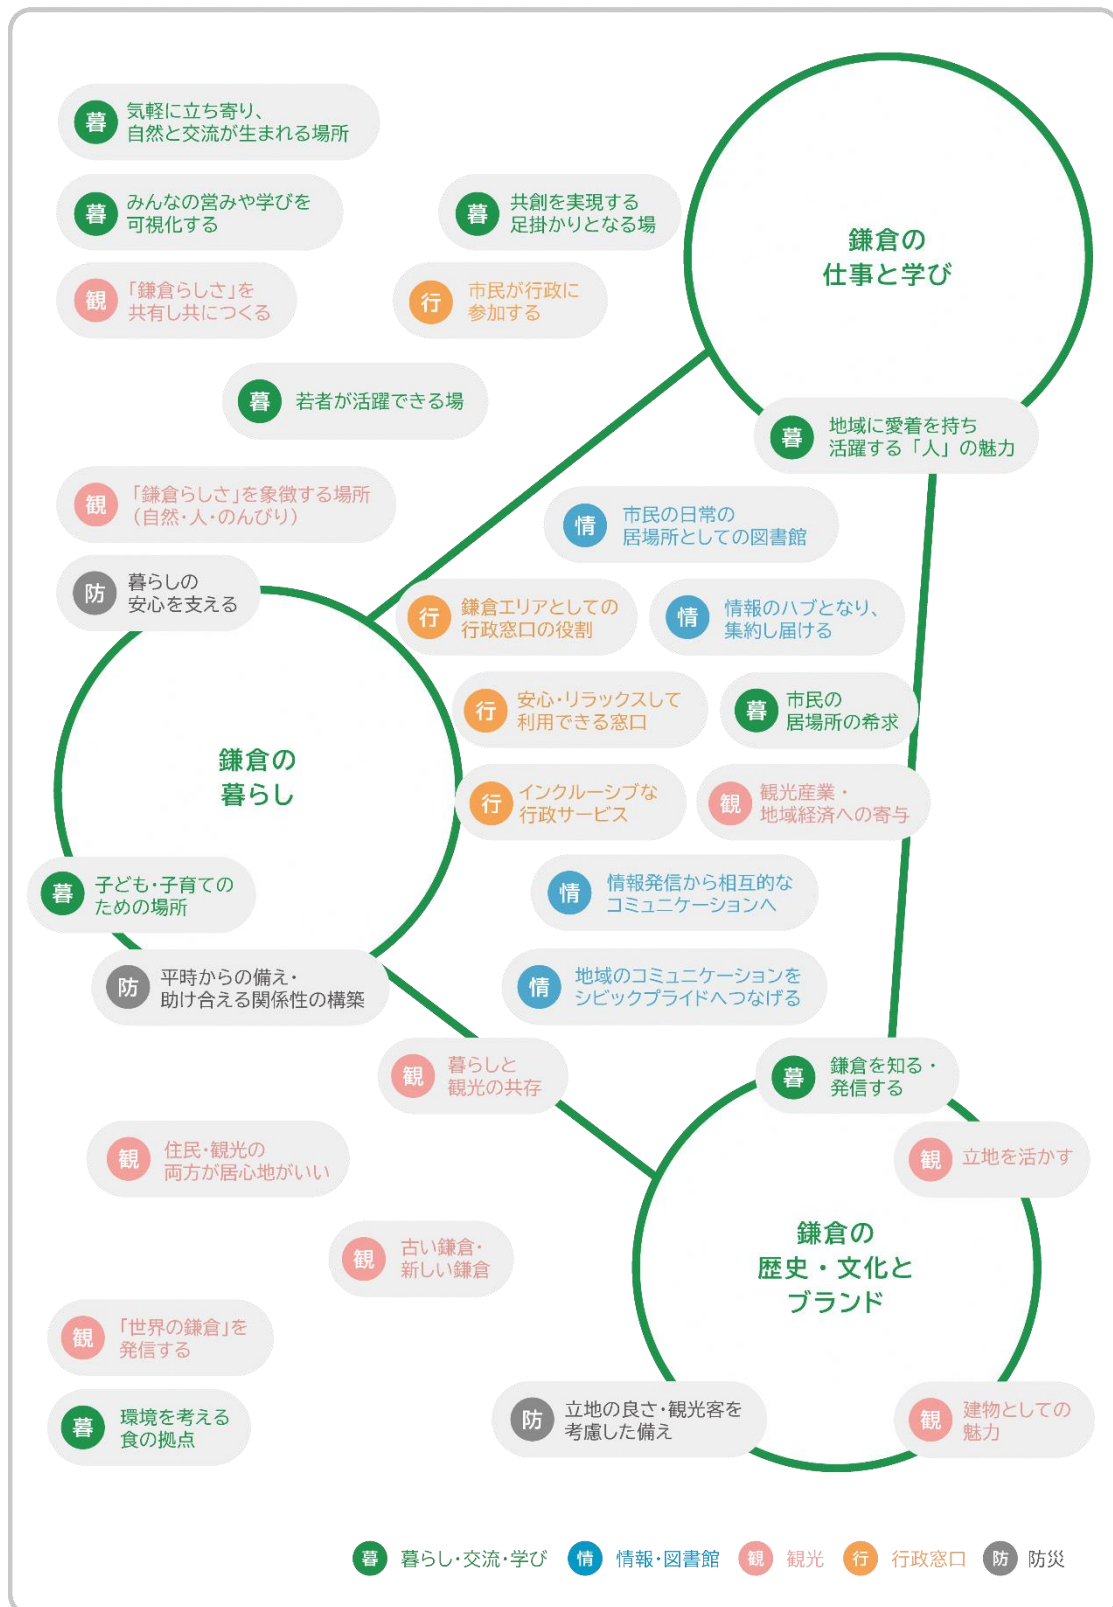 暮 気軽に立ち寄り、
自然と交流が生まれる場所
暮 みんなの営みや学びを
可視化する
暮 共創を実現する
足掛かりとなる場
鎌倉の
仕事と学び
観 「鎌倉らしさ」を
共有し共につくる
行 市民が行政に
参加する
暮 若者が活躍できる場
暮 地域に愛着を持ち
活躍する「人」の魅力
観 「鎌倉らしさ」を象徴する場所
（自然・人・のんびり）
情 市民の日常の
居場所としての図書館
防 暮らしの
安心を支える
行 鎌倉エリアとしての
行政窓口の役割
情 情報のハブとなり、
集約し届ける
行 安心・リラックスして
利用できる窓口
暮 市民の
居場所の希求
鎌倉の
暮らし
行 インクルーシブな
行政サービス
観 観光産業・
地域経済への寄与
暮 子ども・子育ての
ための場所
情 情報発信から相互的な
コミュニケーションへ
防 平時からの備え・
助け合える関係性の構築
情 地域のコミュニケーションを
シビックプライドへつなげる
観 暮らしと
観光の共存
暮 鎌倉を知る・
発信する
観 住民・観光の
両方が居心地がいい
観 立地を活かす
観 古い鎌倉・
新しい鎌倉
鎌倉の
歴史・文化と
ブランド
観 「世界の鎌倉」を
発信する
暮 環境を考える
食の拠点
防 立地の良さ・観光客を
考慮した備え
観 建物としての
魅力
暮 暮らし・交流・学び 情 情報・図書館 観 観光 行 行政窓口 防 防災